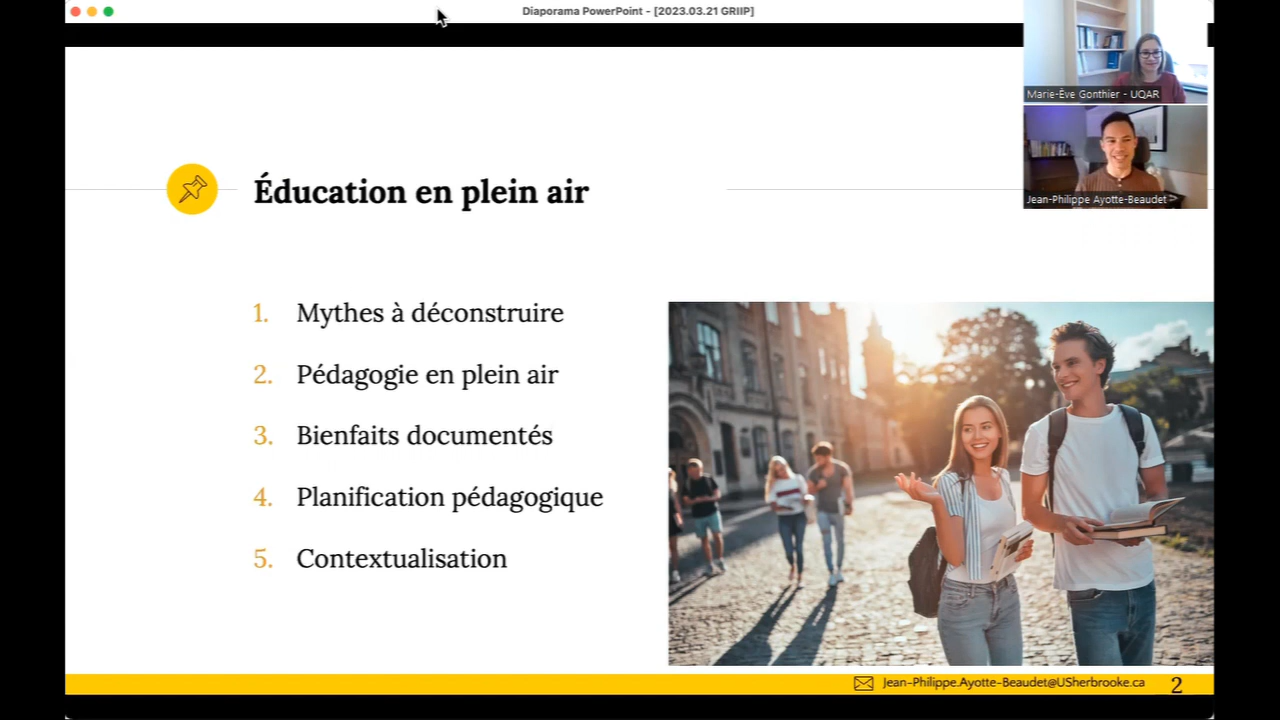 Diaporama PowerPoint - [2023.03.21 GRIIP]
Marie-Ève Gonthier - UQAR
Jean-Philippe Ayotte-Beaudet
Éducation en plein air
1. Mythes à déconstruire
2. Pédagogie en plein air
3. Bienfaits documentés
4. Planification pédagogique
5. Contextualisation
Jean-Philippe.Ayotte-Beaudet@USherbrooke.ca
2